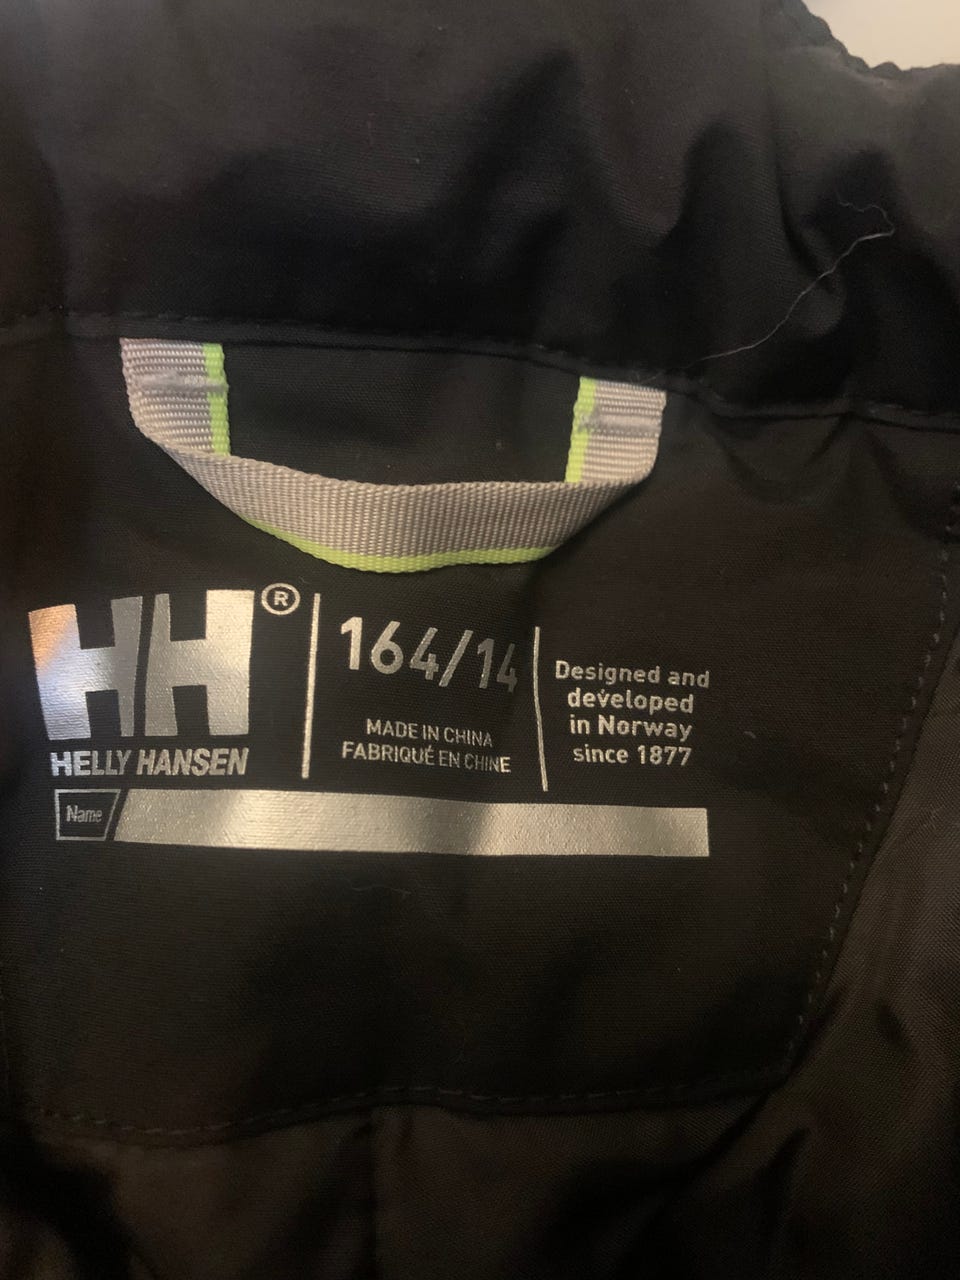 HH®
HELLY HANSEN
164/14
MADE IN CHINA
FABRIQUÉ EN CHINE
Designed and
developed
in Norway
since 1877
Name